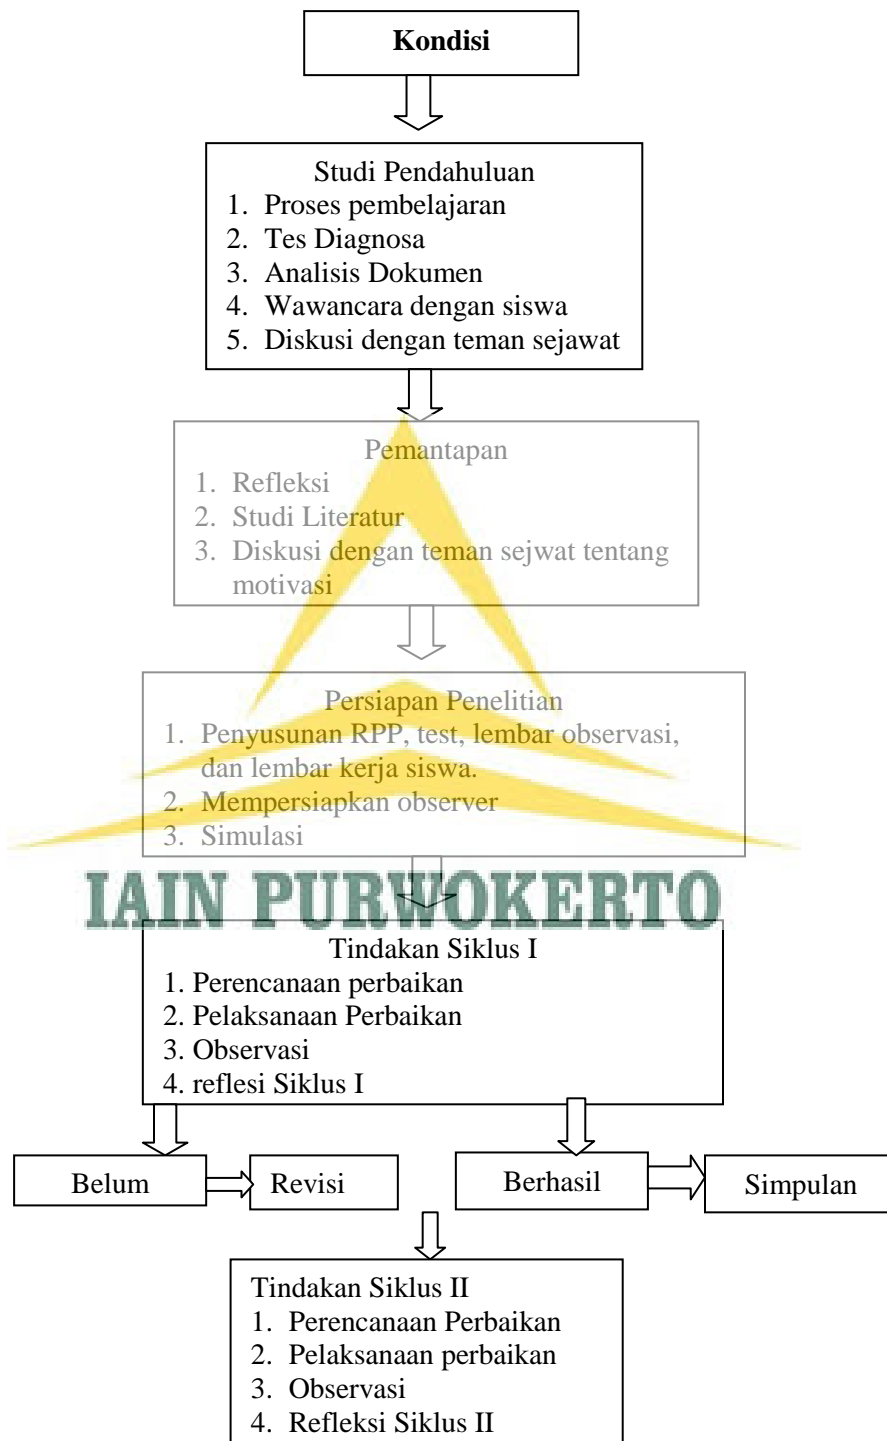 Kondisi
Studi Pendahuluan
1. Proses pembelajaran
2. Tes Diagnosa
3. Analisis Dokumen
4. Wawancara dengan siswa
5. Diskusi dengan teman sejawat
Pemantapan
1. Refleksi
2. Studi Literatur
3. Diskusi dengan teman sejwat tentang
motivasi
Persiapan Penelitian
1. Penyusunan RPP, test, lembar observasi,
dan lembar kerja siswa.
2. Mempersiapkan observer
3. Simulasi
IAIN PURWOKERTO
Tindakan Siklus I
1. Perencanaan perbaikan
2. Pelaksanaan Perbaikan
3. Observasi
4. reflesi Siklus I
Belum
Revisi
Berhasil
Simpulan
Tindakan Siklus II
1. Perencanaan Perbaikan
2. Pelaksanaan perbaikan
3. Observasi
4. Refleksi Siklus II